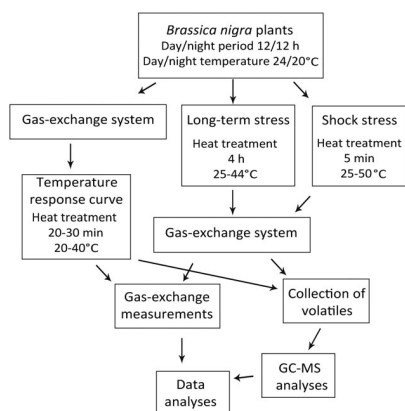 Brassica nigra plants
Day/night period 12/12 h
Day/night temperature 24/20°C
Gas-exchange system
Long-term stress
Heat treatment
4 h
25-44°C
Shock stress
Heat treatment
5 min
25-50°C
Temperature
response curve
Heat treatment
20-30 min
20-40°C
Gas-exchange system
Gas-exchange
measurements
Collection of
volatiles
GC-MS
analyses
Data
analyses